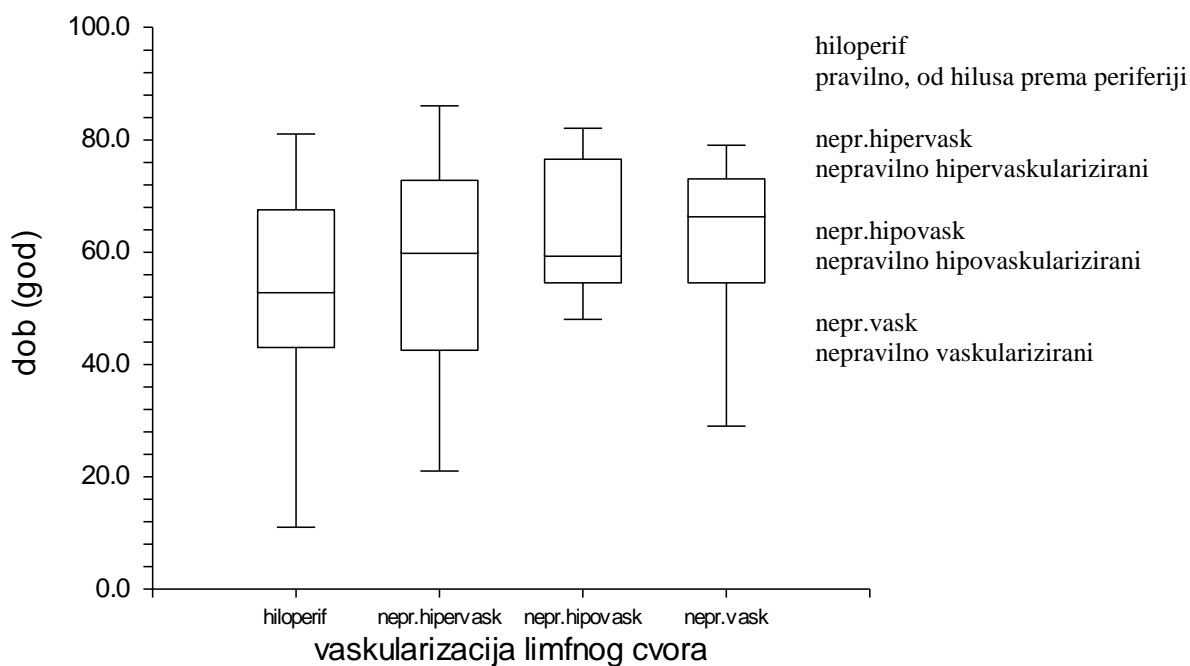 100.0
80.0
60.0
40.0
20.0
0.0
dob (god)
hiloperif
nepr.hipervask
nepr.hipovask
nepr.vask
vaskularizacija limfnog cvora
hiloperif
pravilno, od hilusa prema periferiji
nepr.hipervask
nepravilno hipervaskularizirani
nepr.hipovask
nepravilno hipovaskularizirani
nepr.vask
nepravilno vaskularizirani